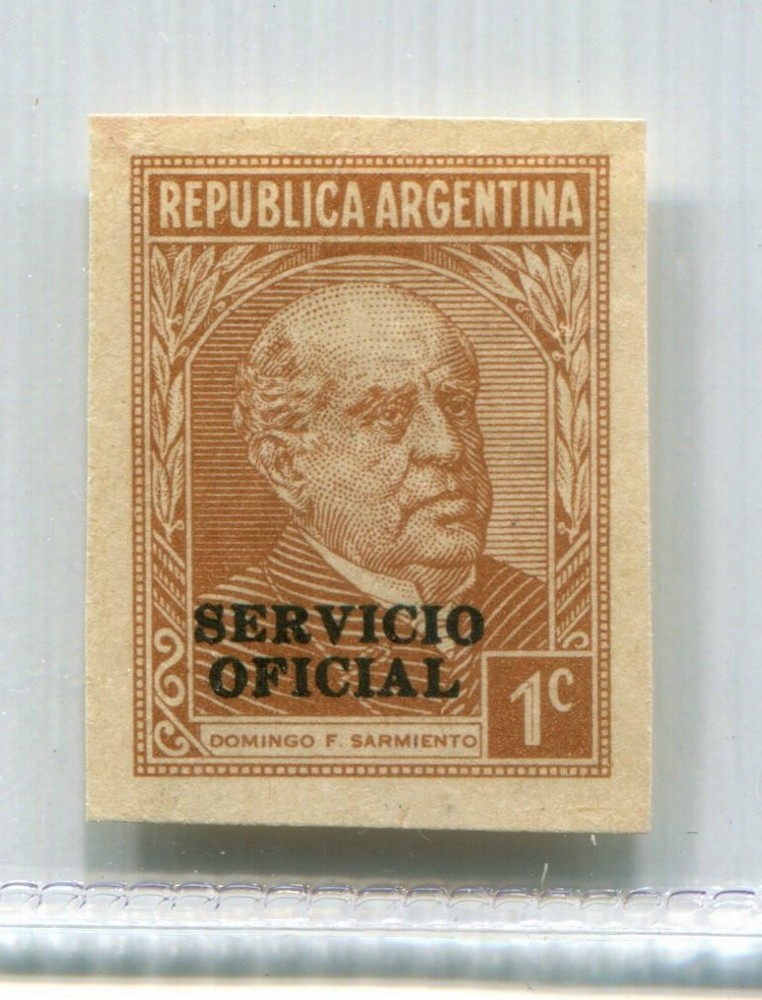 REPUBLICA ARGENTINA
SERVICIO
OFICIAL
1c
DOMINGO F. SARMIENTO